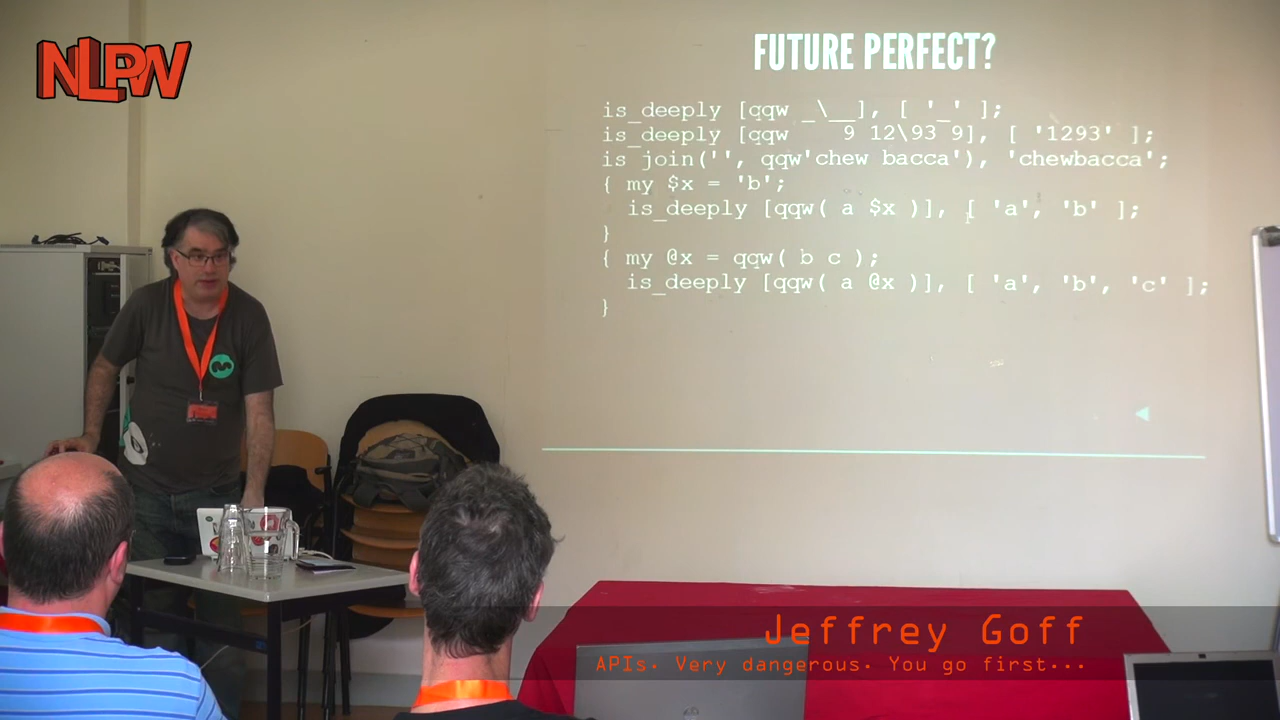 NLPW
FUTURE PERFECT?
is_deeply [qqw _\__], [ '_' ];
is_deeply [qqw    9 12\93 9], [ '1293' ];
is join('', qqw'chew bacca'), 'chewbacca';
{ my $x = 'b';
  is_deeply [qqw( a $x )], [ 'a', 'b' ];
}
{ my @x = qqw( b c );
  is_deeply [qqw( a @x )], [ 'a', 'b', 'c' ];
}
Jeffrey Goff
APIs. Very dangerous. You go first...